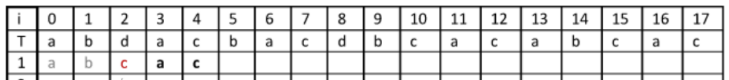 i 0 1 2 3 4 5 6 7 8 9 10 11 12 13 14 15 16 17
T a b d a c b a c d b c a c a b c a c
1 a b c a c